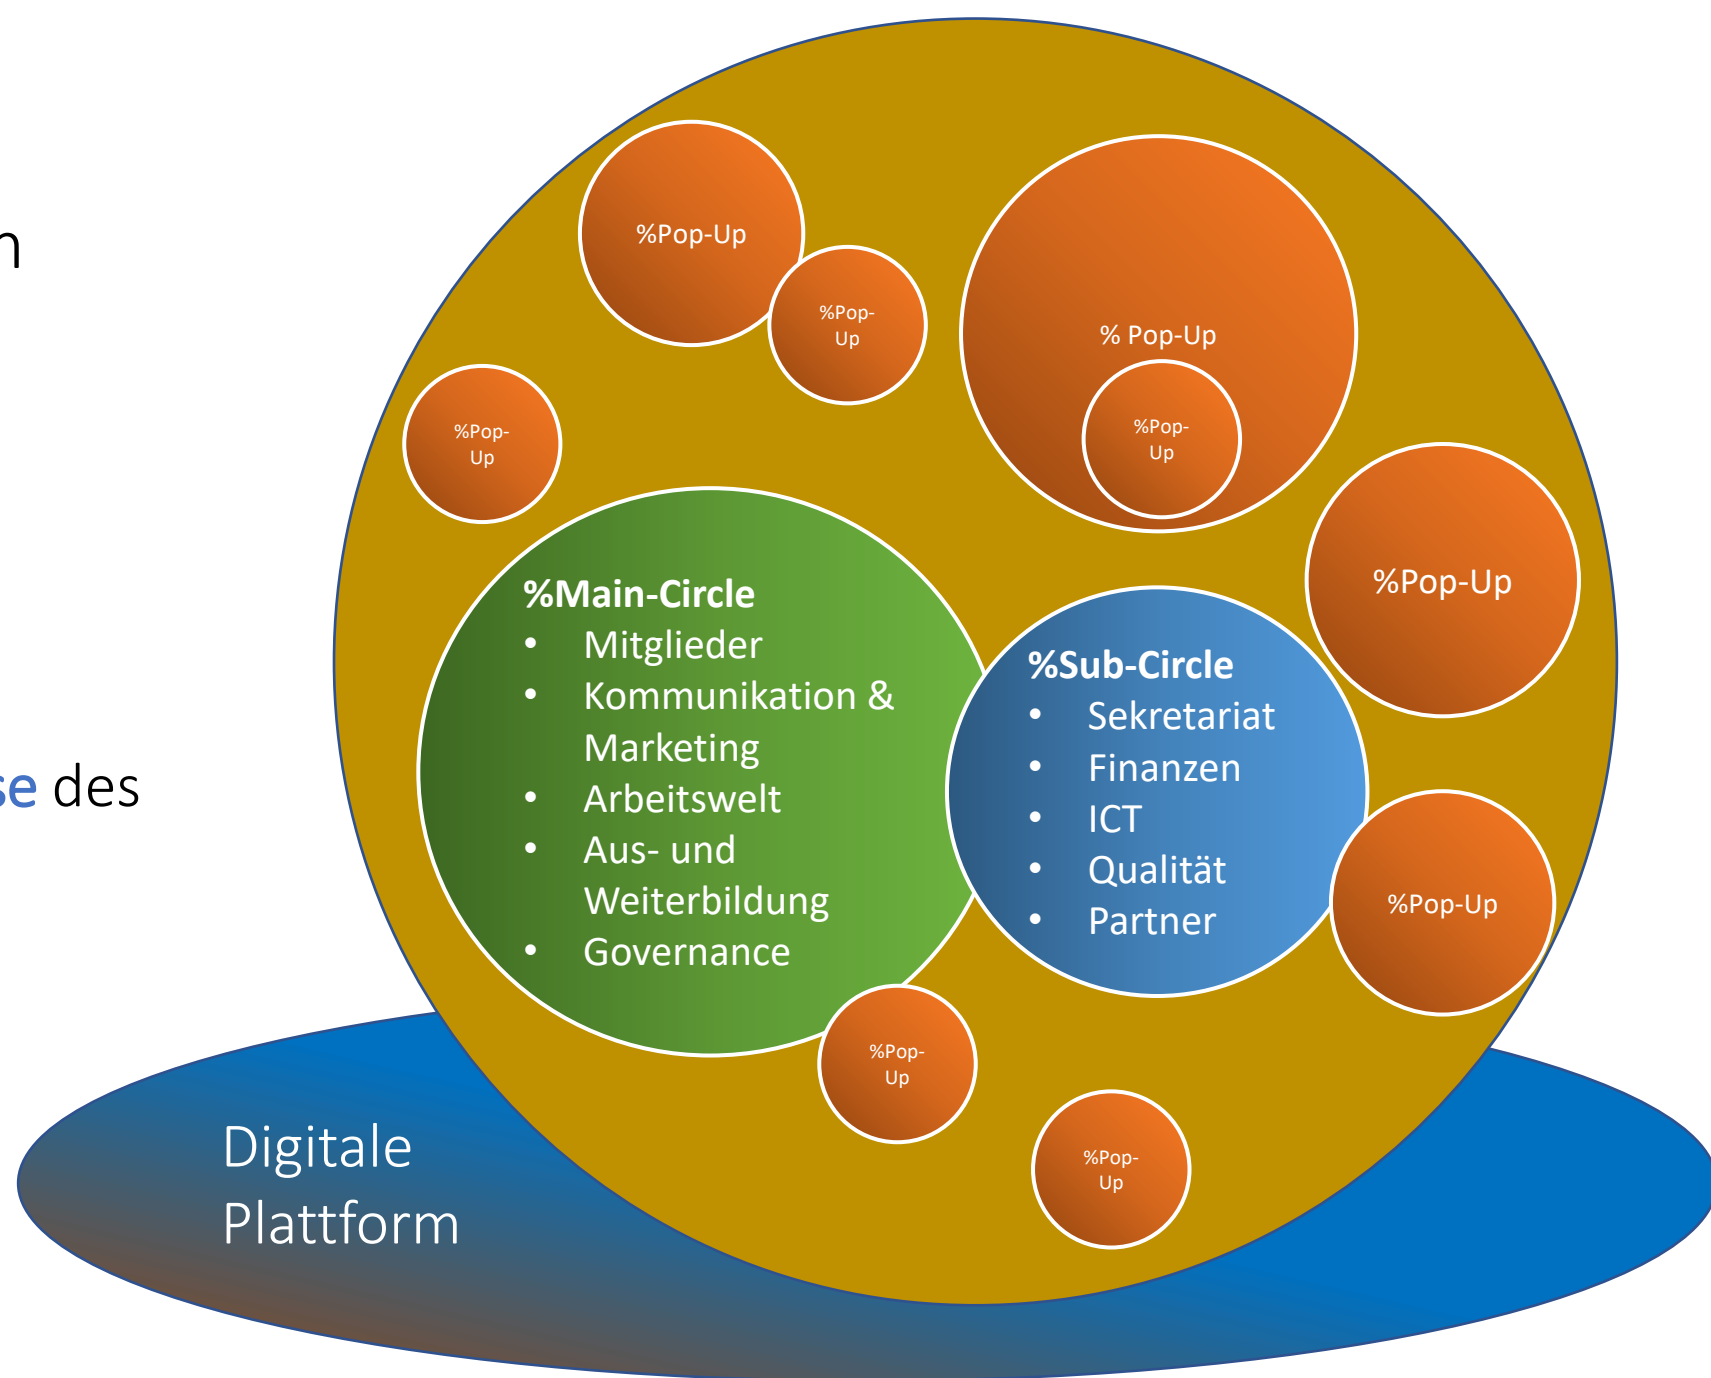 n
se des
%Pop-Up
%Pop-
Up
% Pop-Up
%Pop-
Up
%Pop-
Up
%Pop-Up
%Main-Circle
• Mitglieder
• Kommunikation &
Marketing
• Arbeitswelt
• Aus- und
Weiterbildung
• Governance
%Sub-Circle
• Sekretariat
• Finanzen
• ICT
• Qualität
• Partner
%Pop-Up
%Pop-
Up
%Pop-
Up
Digitale
Plattform